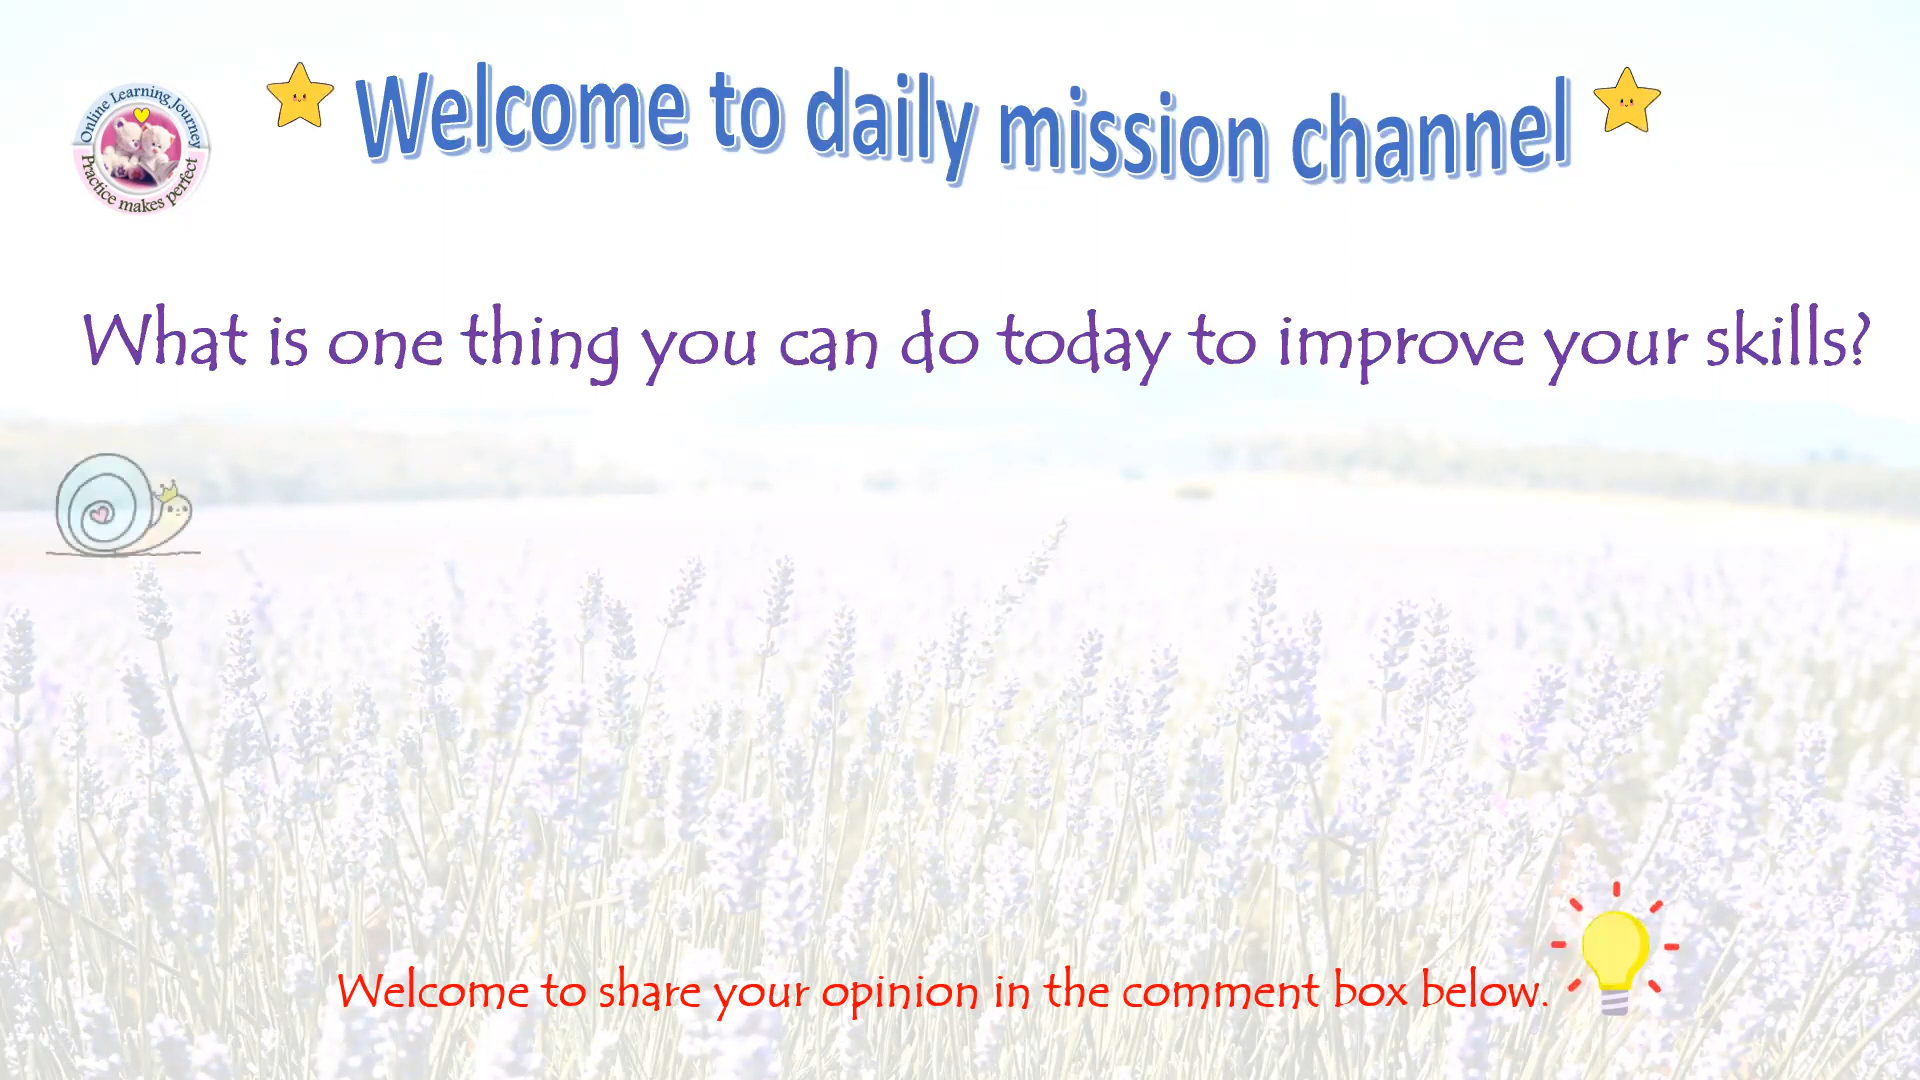 Welcome to daily mission channel
Online Learning Journey
Practice makes perfect
What is one thing you can do today to improve your skills?
Welcome to share your opinion in the comment box below.